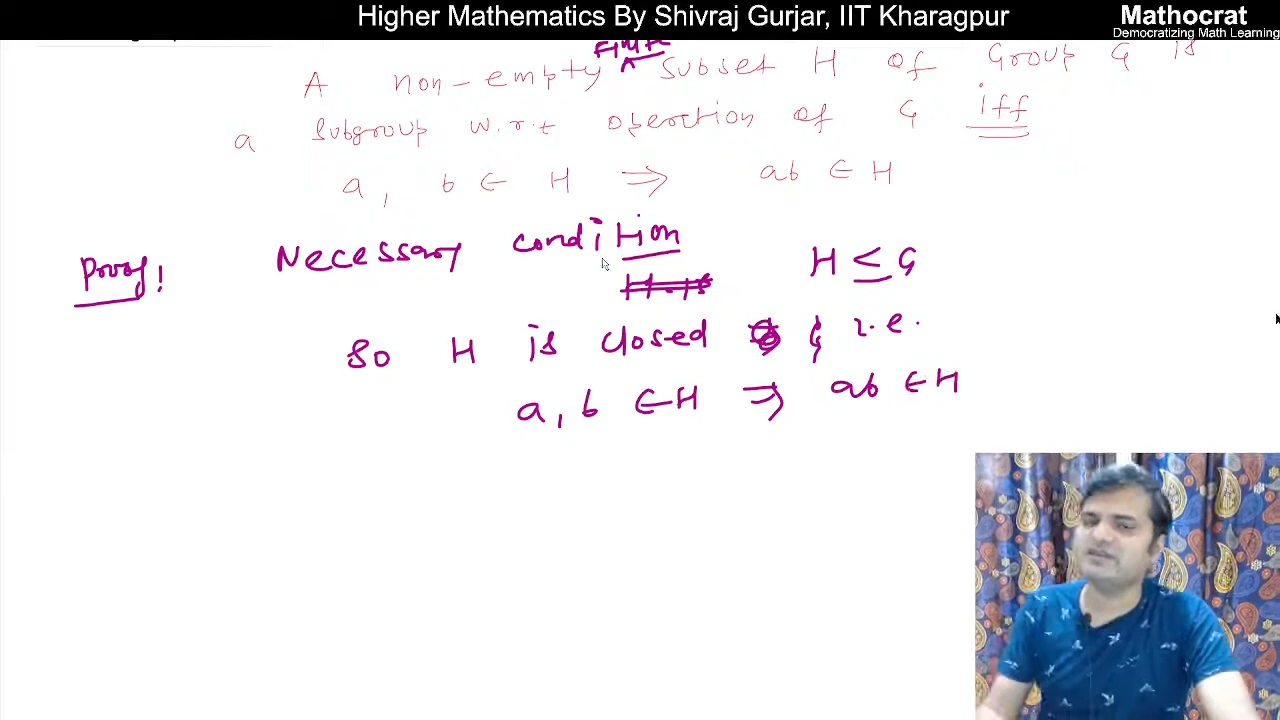 Higher Mathematics By Shivraj Gurjar, IIT Kharagpur
Mathocrat
Democratizing Math Learning
Finite
A non-empty ^ Subset H of Group G is
a Subgroup w.r.t operation of G iff
a, b ∈ H ⇒ ab ∈ H
Proof! Necessary condition
H ≤ G
So H is closed & i.e.
a, b ∈ H ⇒ ab ∈ H